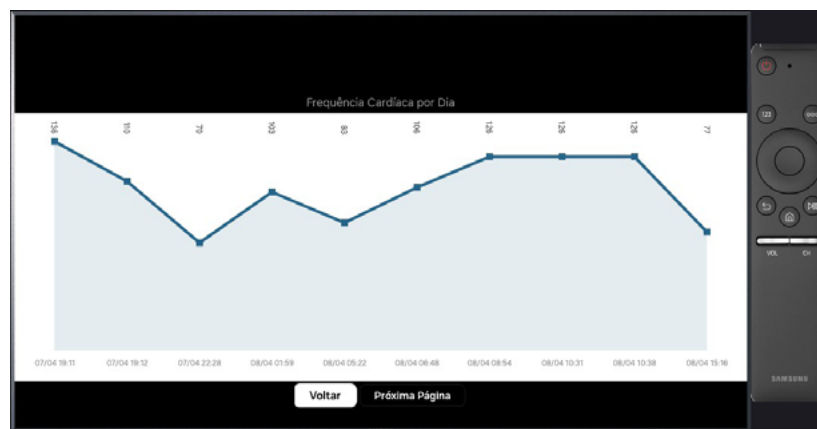 Frequência Cardíaca por Dia
136 110 70 103 83 106 126 126 126 77
07/04 19:11 07/04 19:12 07/04 22:28 08/04 01:59 08/04 05:22 08/04 06:48 08/04 08:54 08/04 10:31 08/04 10:38 08/04 15:16
Voltar Próxima Página
123
VOL CH
SAMSUNG